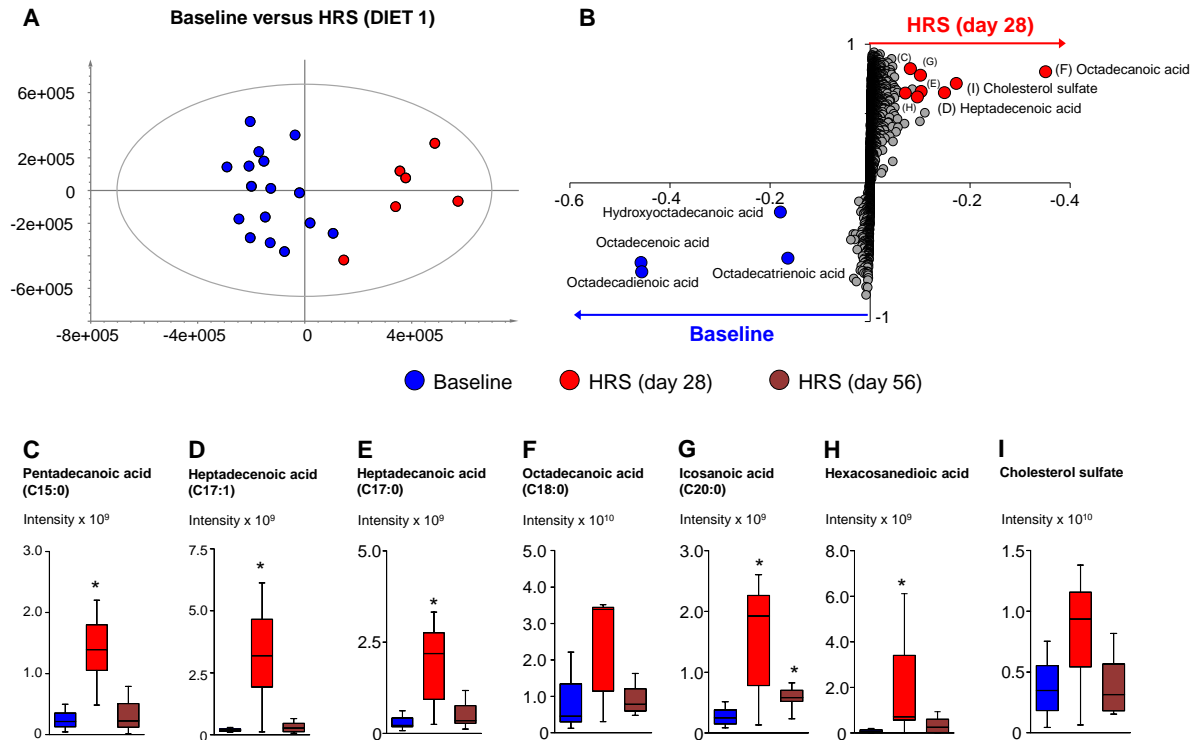 A
Baseline versus HRS (DIET 1)
6e+005
2e+005
0
-2e+005
-6e+005
-8e+005
-4e+005
0
4e+005
B
HRS (day 28)
1
(C)
(G)
(F) Octadecanoic acid
(E)
(I) Cholesterol sulfate
(H)
(D) Heptadecenoic acid
-0.6
-0.4
-0.2
0
-0.2
-0.4
Hydroxyoctadecanoic acid
Octadecenoic acid
Octadecatrienoic acid
Octadecadienoic acid
-1
Baseline
Baseline
HRS (day 28)
HRS (day 56)
C
Pentadecanoic acid
(C15:0)
Intensity x 10⁹
3.0
2.0
1.0
0
*
D
Heptadecenoic acid
(C17:1)
Intensity x 10⁹
7.5
5.0
2.5
0
*
E
Heptadecanoic acid
(C17:0)
Intensity x 10⁹
5.0
2.5
0
*
F
Octadecanoic acid
(C18:0)
Intensity x 10¹⁰
5.0
4.0
3.0
2.0
1.0
0
G
Icosanoic acid
(C20:0)
Intensity x 10⁹
3.0
2.0
1.0
0
*
*
H
Hexacosanedioic acid
Intensity x 10⁹
8.0
6.0
4.0
2.0
0
*
I
Cholesterol sulfate
Intensity x 10¹⁰
1.5
1.0
0.5
0